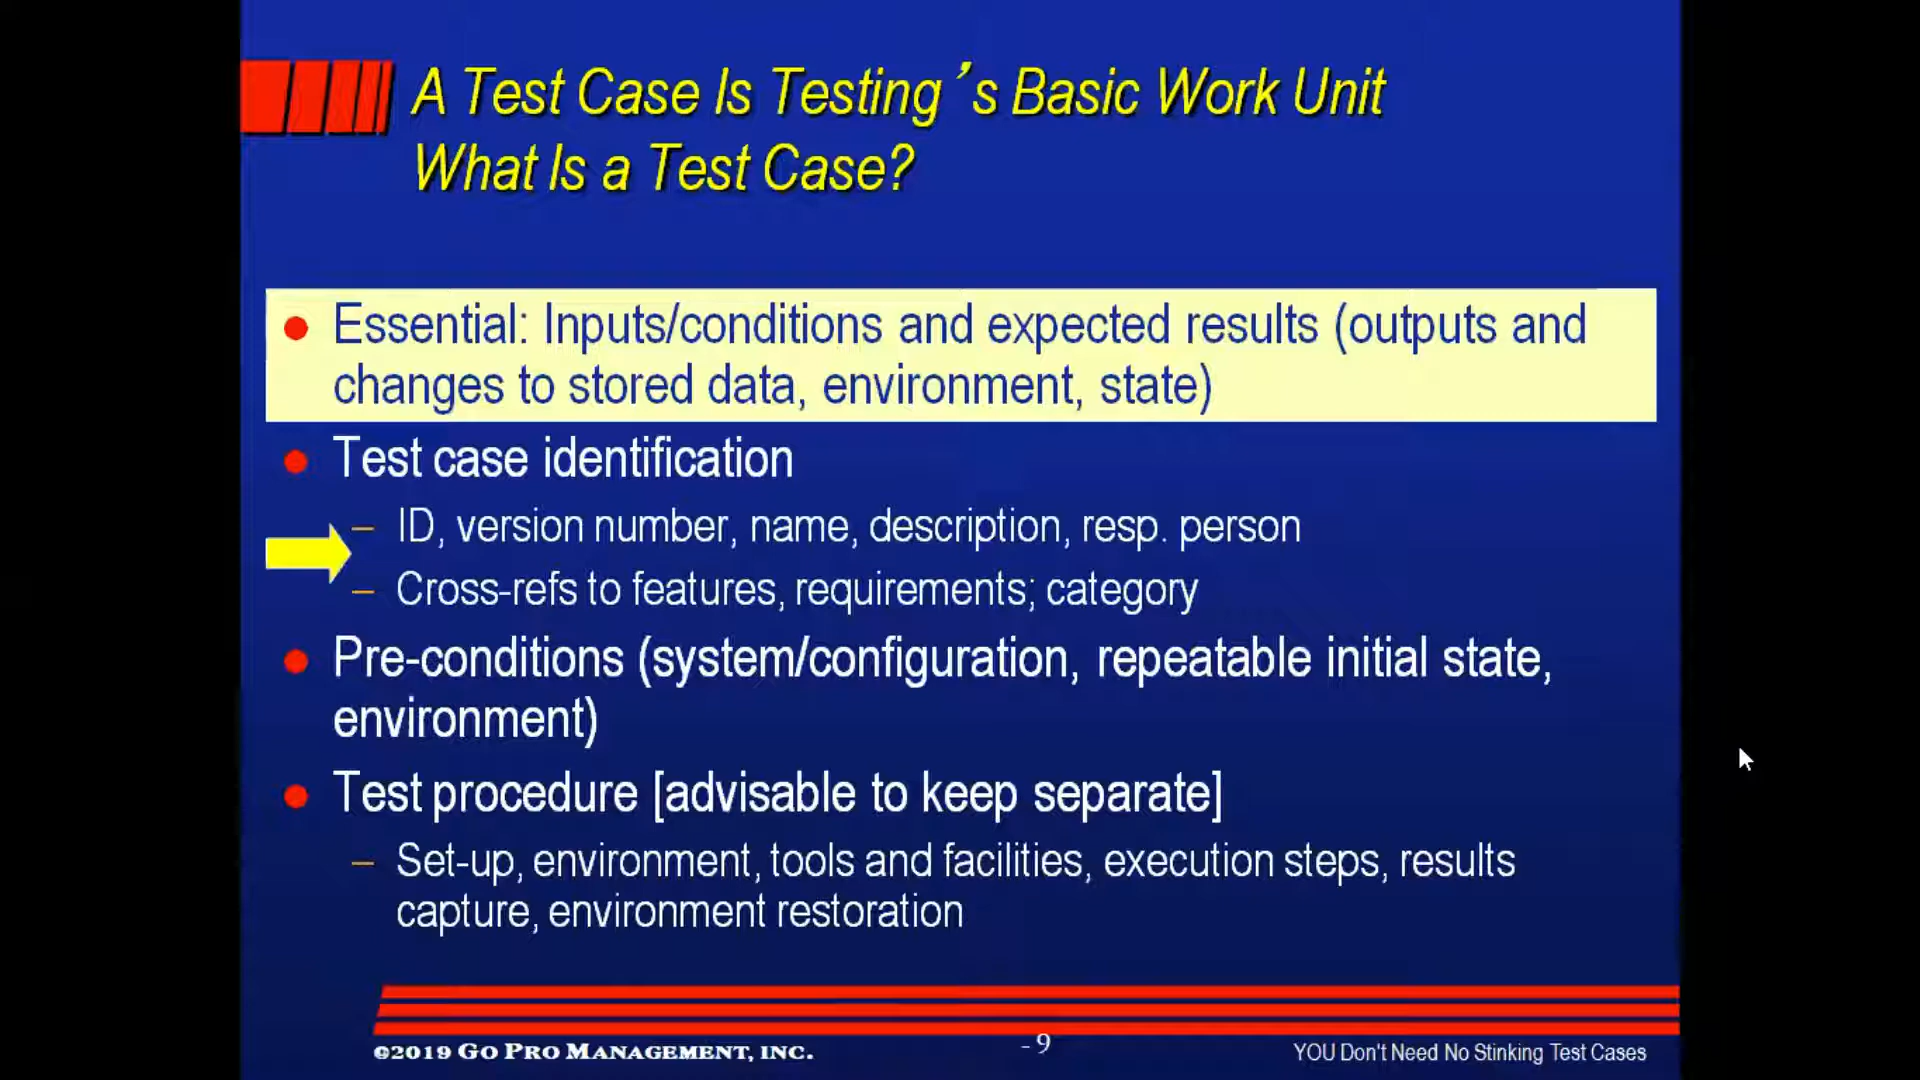 A Test Case Is Testing's Basic Work Unit
What Is a Test Case?
● Essential: Inputs/conditions and expected results (outputs and
changes to stored data, environment, state)
● Test case identification
– ID, version number, name, description, resp. person
– Cross-refs to features, requirements; category
● Pre-conditions (system/configuration, repeatable initial state,
environment)
● Test procedure [advisable to keep separate]
– Set-up, environment, tools and facilities, execution steps, results
capture, environment restoration
©2019 GO PRO MANAGEMENT, INC.
- 9
YOU Don't Need No Stinking Test Cases